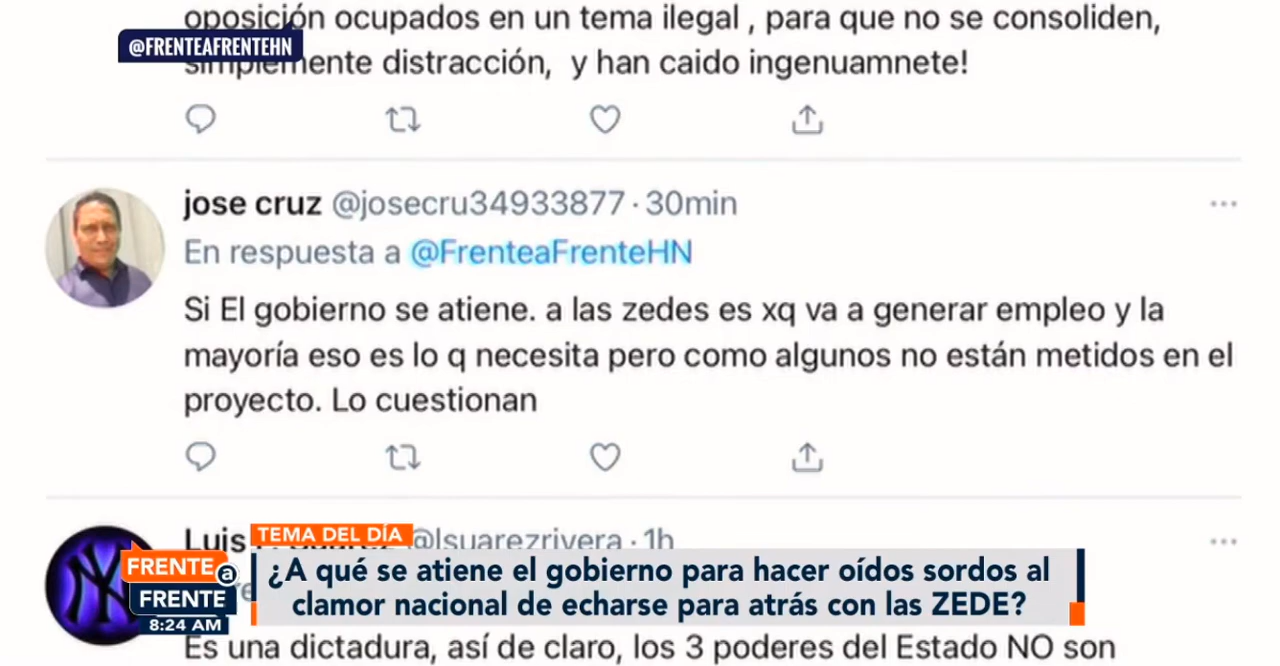 oposición ocupados en un tema ilegal , para que no se consoliden,
@FRENTEAFRENTEHN
simplemente distracción, y han caido ingenuamnete!
jose cruz @josecru34933877 · 30min
En respuesta a @FrenteaFrenteHN
Si El gobierno se atiene. a las zedes es xq va a generar empleo y la
mayoría eso es lo q necesita pero como algunos no están metidos en el
proyecto. Lo cuestionan
Luis @lsuarezrivera · 1h
TEMA DEL DÍA
FRENTE a
FRENTE
8:24 AM
¿A qué se atiene el gobierno para hacer oídos sordos al
clamor nacional de echarse para atrás con las ZEDE?
Es una dictadura, así de claro, los 3 poderes del Estado NO son